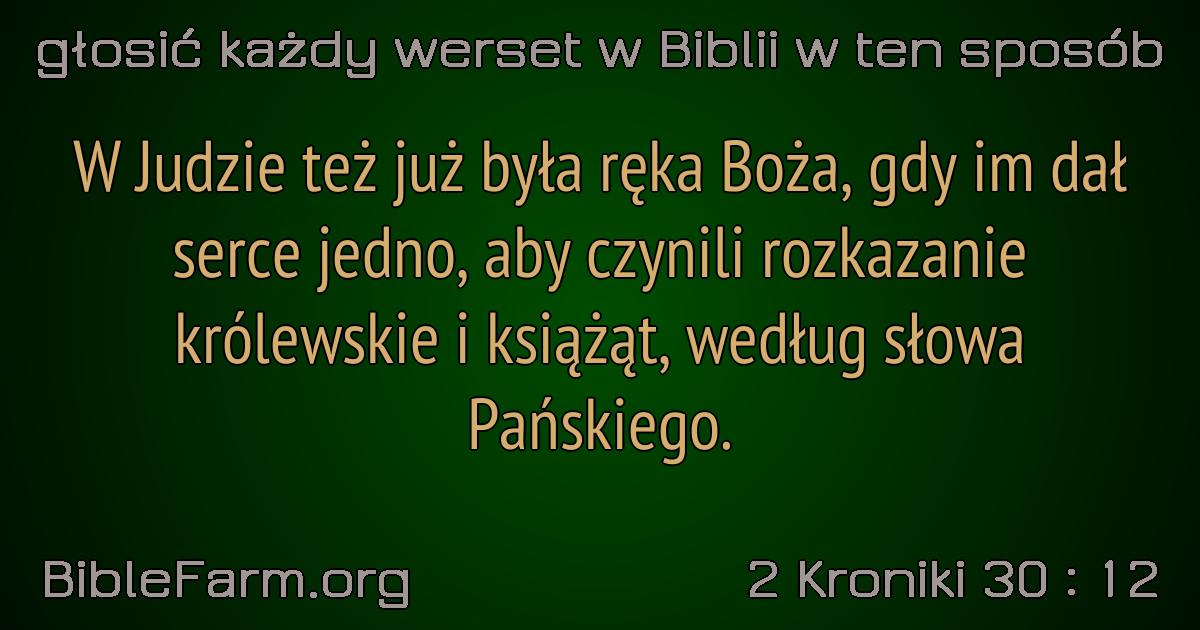 głosić każdy werset w Biblii w ten sposób
W Judzie też już była ręka Boża, gdy im dał
serce jedno, aby czynili rozkazanie
królewskie i książąt, według słowa
Pańskiego.
BibleFarm.org
2 Kroniki 30 : 12